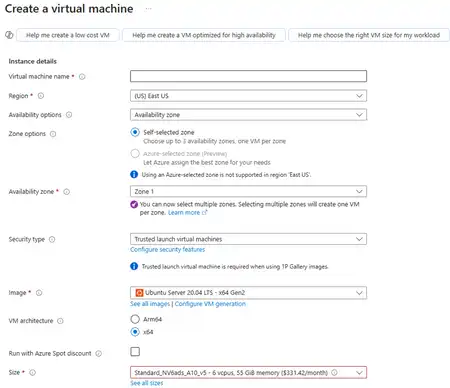 Create a virtual machine ...
Help me create a low cost VM Help me create a VM optimized for high availability Help me choose the right VM size for my workload
Instance details
Virtual machine name *
Region * (US) East US
Availability options Availability zone
Zone options Self-selected zone
Choose up to 3 availability zones, one VM per zone
Azure-selected zone (Preview)
Let Azure assign the best zone for your needs.
Using an Azure-selected zone is not supported in region 'East US'.
Availability zone * Zone 1
You can now select multiple zones. Selecting multiple zones will create one VM
per zone. Learn more
Security type Trusted launch virtual machines
Configure security features
Trusted launch virtual machine is required when using 1P Gallery images.
Image * Ubuntu Server 20.04 LTS - x64 Gen2
See all images | Configure VM generation
VM architecture Arm64
x64
Run with Azure Spot discount
Size * Standard_NV6ads_A10_v5 - 6 vcpus, 55 GiB memory ($331.42/month)
See all sizes